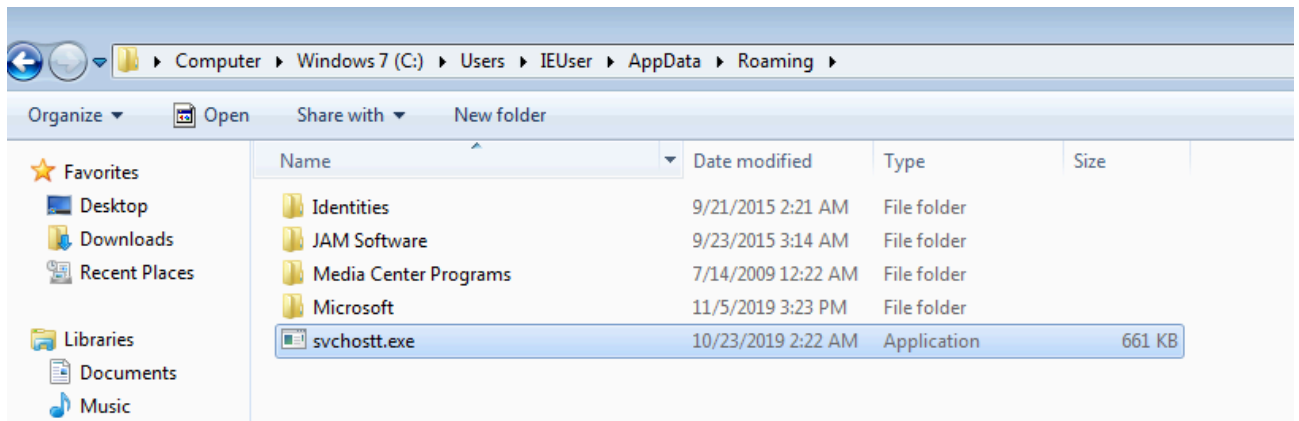 Computer Windows 7 (C:) Users IEUser AppData Roaming
Organize Open Share with New folder
Favorites
Desktop
Downloads
Recent Places
Libraries
Documents
Music
Name Date modified Type Size
Identities 9/21/2015 2:21 AM File folder
JAM Software 9/23/2015 3:14 AM File folder
Media Center Programs 7/14/2009 12:22 AM File folder
Microsoft 11/5/2019 3:23 PM File folder
svchostt.exe 10/23/2019 2:22 AM Application 661 KB